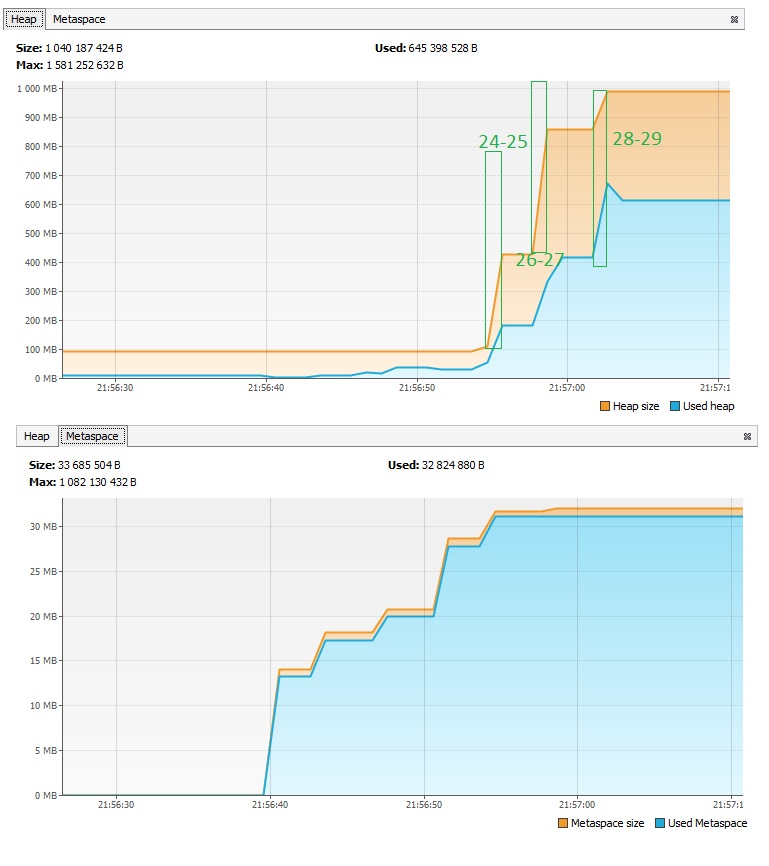 Heap Metaspace
Size: 1 040 187 424 B Used: 645 398 528 B
Max: 1 581 252 632 B
1 000 MB
900 MB
800 MB
700 MB
600 MB
500 MB
400 MB
300 MB
200 MB
100 MB
0 MB
24-25
26-27
28-29
21:56:30 21:56:40 21:56:50 21:57:00 21:57:1
Heap size Used heap
Heap Metaspace
Size: 33 685 504 B Used: 32 824 880 B
Max: 1 082 130 432 B
30 MB
25 MB
20 MB
15 MB
10 MB
5 MB
0 MB
21:56:30 21:56:40 21:56:50 21:57:00 21:57:1
Metaspace size Used Metaspace